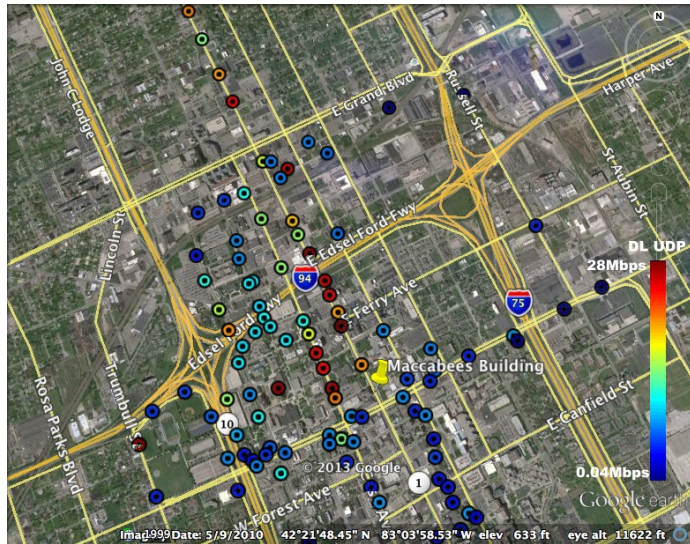 N
John C Lodge
E Grand Blvd
Russell St
Harper Ave
St Aubin St
Lincoln St
E Edsel Ford Fwy
DL UDP
28Mbps
94
75
E Ferry Ave
Edsel Ford Fwy
Maccabees Building
Rosa Parks Blvd
Trumbull
E Canfield St
10
0.04Mbps
© 2013 Google
1
Google earth
W Forest Ave
1999
Imagery Date: 5/9/2010 42°21'48.45" N 83°03'58.53" W elev 633 ft eye alt 11622 ft